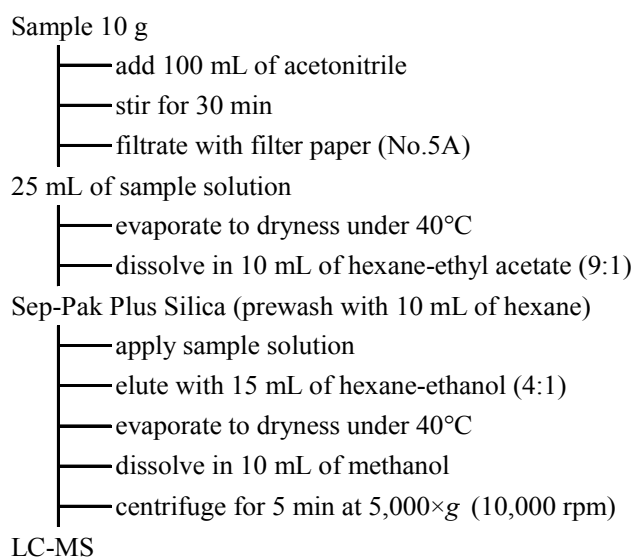 Sample 10 g
add 100 mL of acetonitrile
stir for 30 min
filtrate with filter paper (No.5A)
25 mL of sample solution
evaporate to dryness under 40°C
dissolve in 10 mL of hexane-ethyl acetate (9:1)
Sep-Pak Plus Silica (prewash with 10 mL of hexane)
apply sample solution
elute with 15 mL of hexane-ethanol (4:1)
evaporate to dryness under 40°C
dissolve in 10 mL of methanol
centrifuge for 5 min at 5,000×g (10,000 rpm)
LC-MS